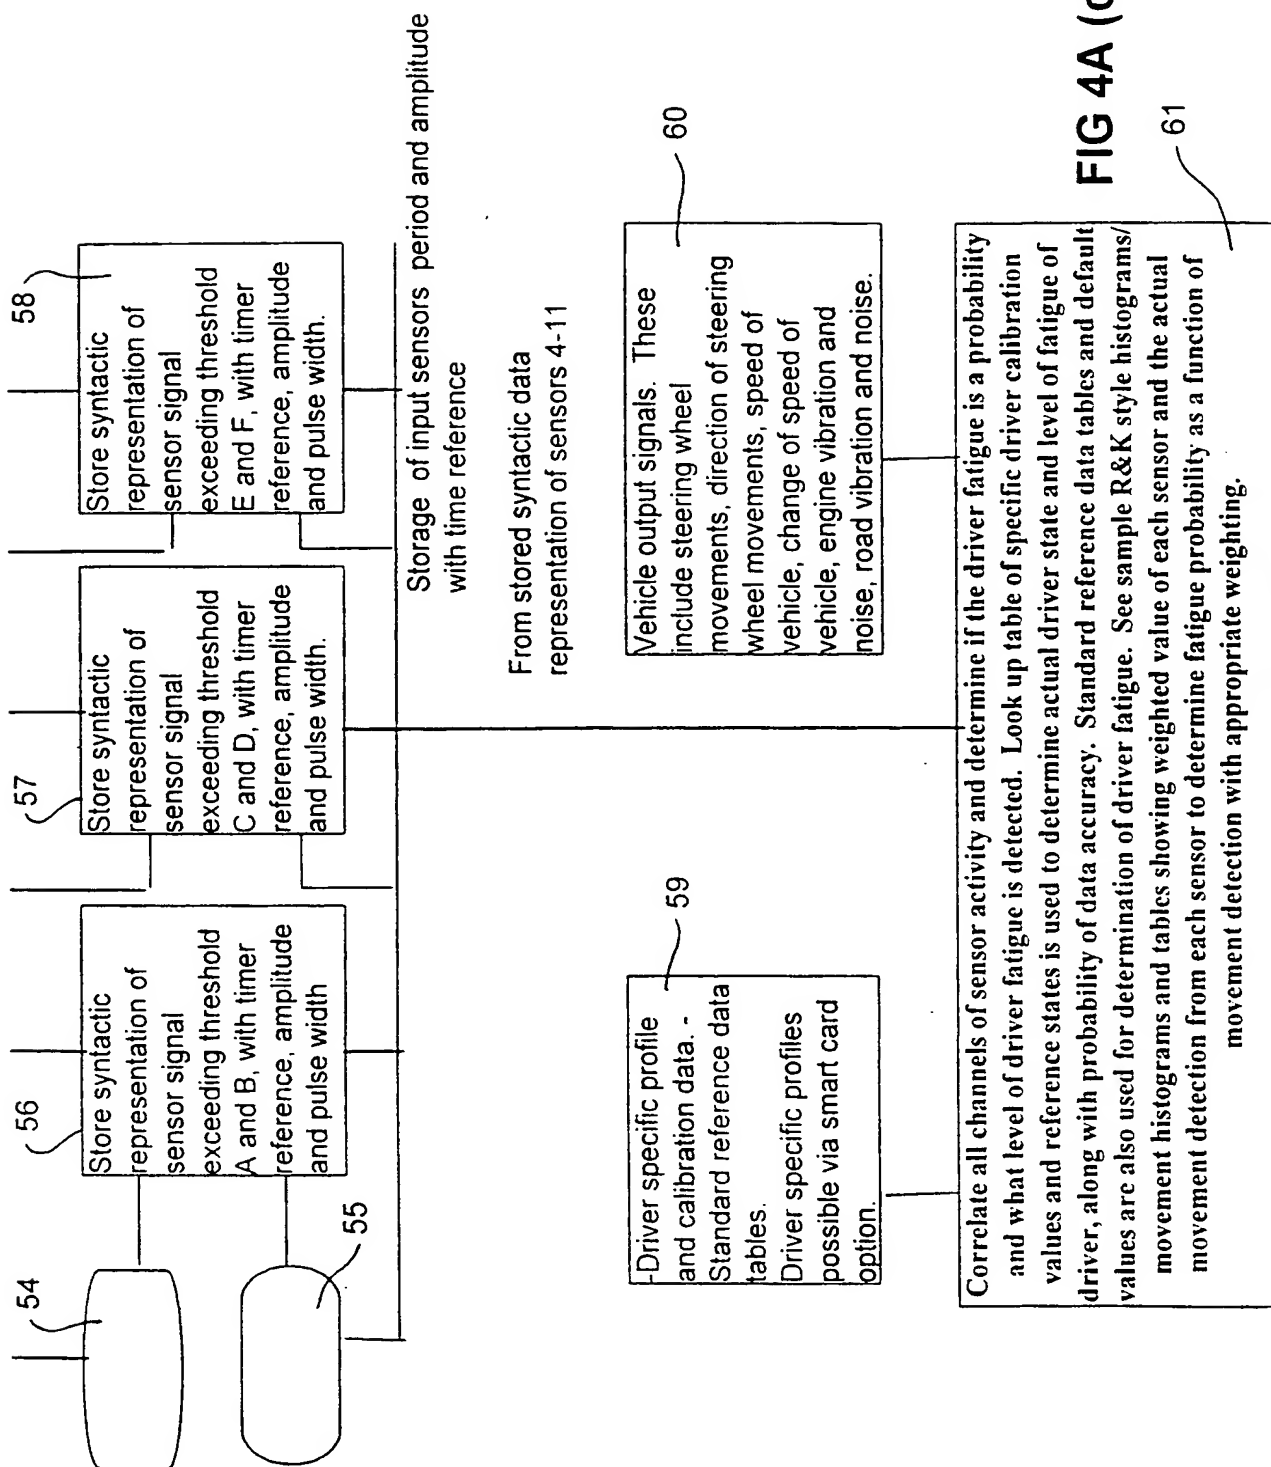 54
55
56
Store syntactic
representation of
sensor signal
exceeding threshold
A and B, with timer
reference, amplitude
and pulse width
57
Store syntactic
representation of
sensor signal
exceeding threshold
C and D, with timer
reference, amplitude
and pulse width.
58
Store syntactic
representation of
sensor signal
exceeding threshold
E and F, with timer
reference, amplitude
and pulse width.
Storage of input sensors period and amplitude
with time reference
From stored syntactic data
representation of sensors 4-11
59
-Driver specific profile
and calibration data. -
Standard reference data
tables.
Driver specific profiles
possible via smart card
option.
60
Vehicle output signals. These
include steering wheel
movements, direction of steering
wheel movements, speed of
vehicle, change of speed of
vehicle, engine vibration and
noise, road vibration and noise.
Correlate all channels of sensor activity and determine if the driver fatigue is a probability
and what level of driver fatigue is detected. Look up table of specific driver calibration
values and reference states is used to determine actual driver state and level of fatigue of
driver, along with probability of data accuracy. Standard reference data tables and default
values are also used for determination of driver fatigue. See sample R&K style histograms/
movement histograms and tables showing weighted value of each sensor and the actual
movement detection from each sensor to determine fatigue probability as a function of
movement detection with appropriate weighting.
61
FIG 4A (c